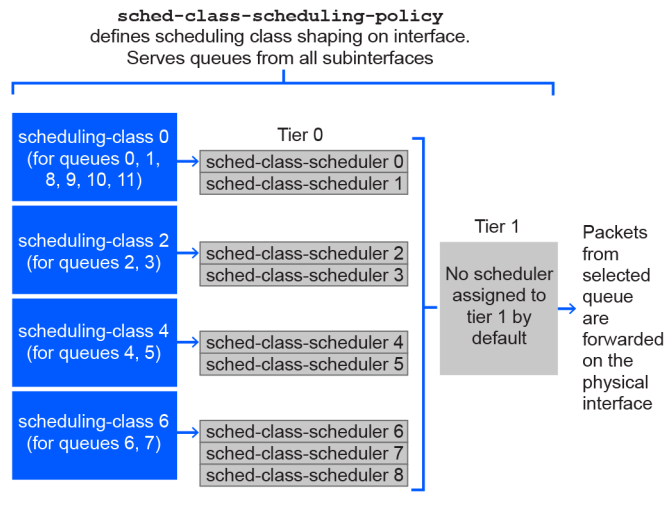 sched-class-scheduling-policy
defines scheduling class shaping on interface.
Serves queues from all subinterfaces
scheduling-class 0
(for queues 0, 1,
8, 9, 10, 11)
scheduling-class 2
(for queues 2, 3)
scheduling-class 4
(for queues 4, 5)
scheduling-class 6
(for queues 6, 7)
Tier 0
sched-class-scheduler 0
sched-class-scheduler 1
sched-class-scheduler 2
sched-class-scheduler 3
sched-class-scheduler 4
sched-class-scheduler 5
sched-class-scheduler 6
sched-class-scheduler 7
sched-class-scheduler 8
Tier 1
No scheduler
assigned to
tier 1 by
default
Packets
from
selected
queue
are
forwarded
on the
physical
interface